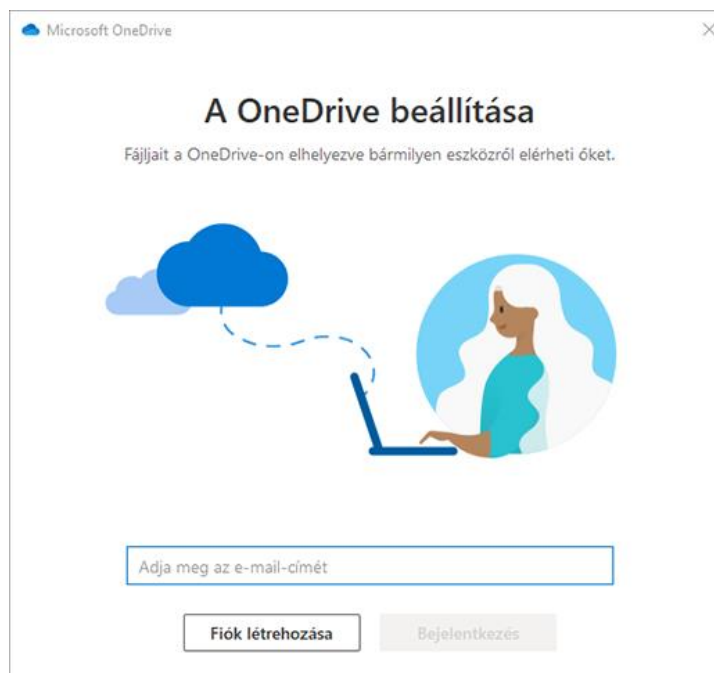 Microsoft OneDrive
A OneDrive beállítása
Fájljait a OneDrive-on elhelyezve bármilyen eszközről elérheti őket.
Adja meg az e-mail-címét
Fiók létrehozása
Bejelentkezés